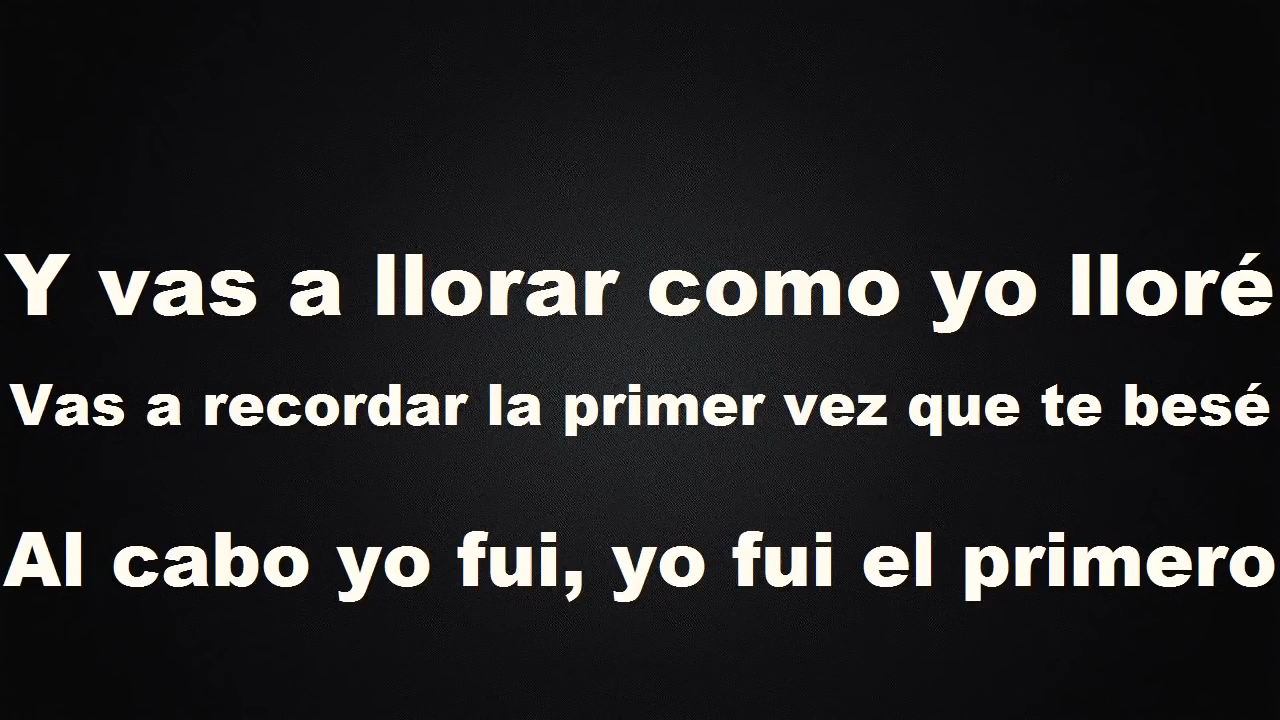 Y vas a llorar como yo lloré
Vas a recordar la primer vez que te besé
Al cabo yo fui, yo fui el primero